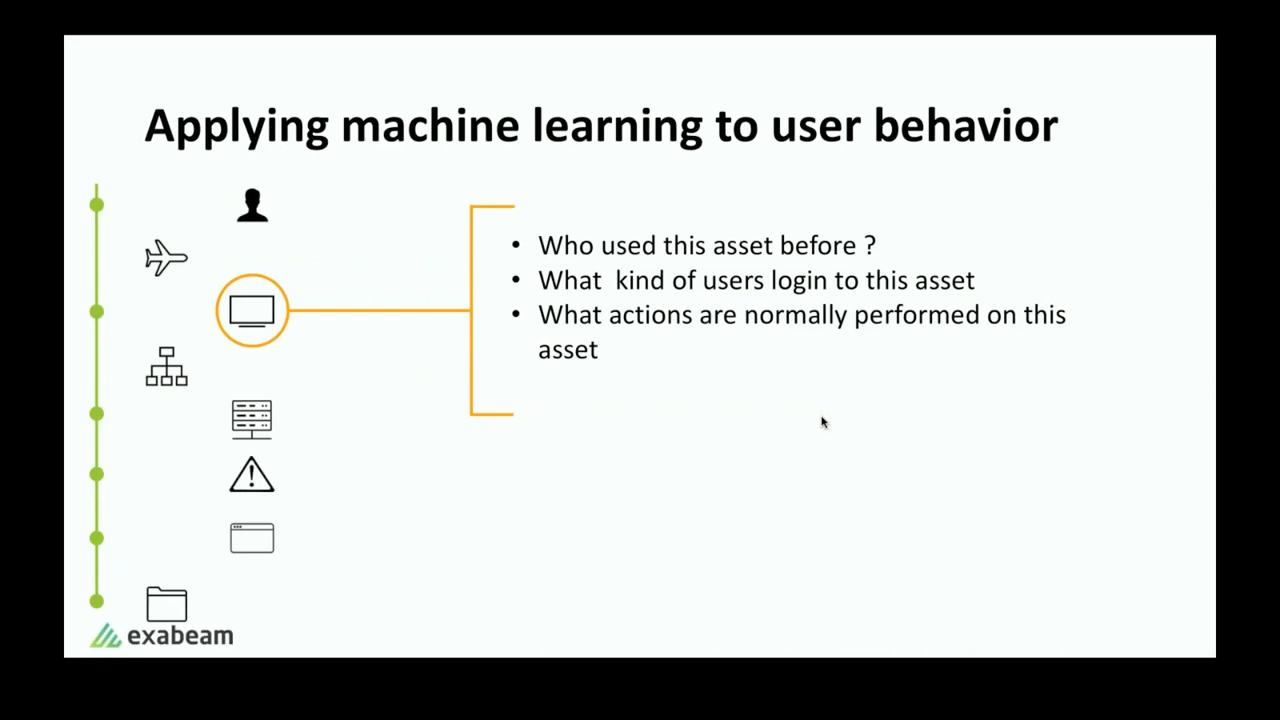 Applying machine learning to user behavior
• Who used this asset before ?
• What  kind of users login to this asset
• What actions are normally performed on this
asset
exabeam